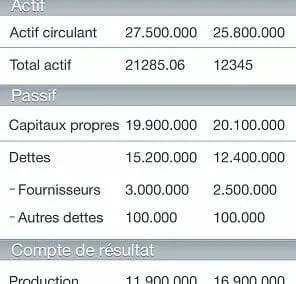 Actif
Actif circulant 27.500.000 25.800.000
Total actif 21285.06 12345
Passif
Capitaux propres 19.900.000 20.100.000
Dettes 15.200.000 12.400.000
- Fournisseurs 3.000.000 2.500.000
- Autres dettes 100.000 100.000
Compte de résultat
Production 11.900.000 16.900.000